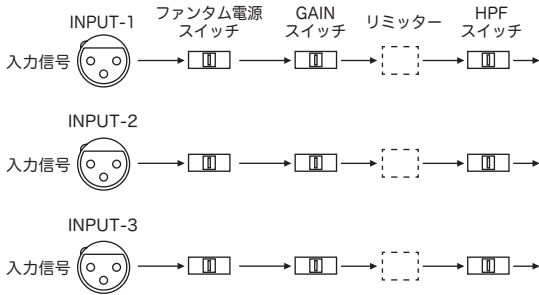 INPUT-1
ファンタム電源
スイッチ
GAIN
スイッチ
リミッター
HPF
スイッチ
入力信号
INPUT-2
入力信号
INPUT-3
入力信号